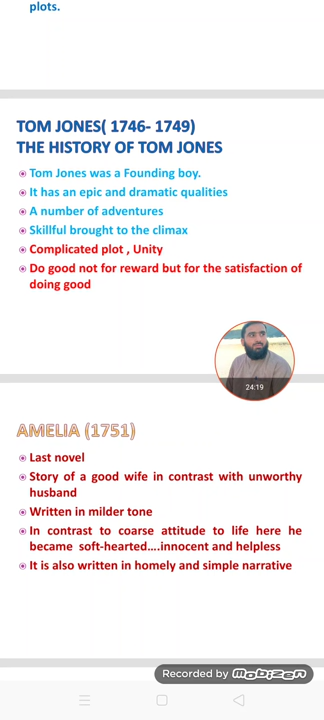 plots.
TOM JONES( 1746- 1749)
THE HISTORY OF TOM JONES
Tom Jones was a Founding boy.
It has an epic and dramatic qualities
A number of adventures
Skillful brought to the climax
Complicated plot , Unity
Do good not for reward but for the satisfaction of
doing good
24:19
AMELIA (1751)
Last novel
Story of a good wife in contrast with unworthy
husband
Written in milder tone
In contrast to coarse attitude to life here he
became soft-hearted....innocent and helpless
It is also written in homely and simple narrative
Recorded by mobizen